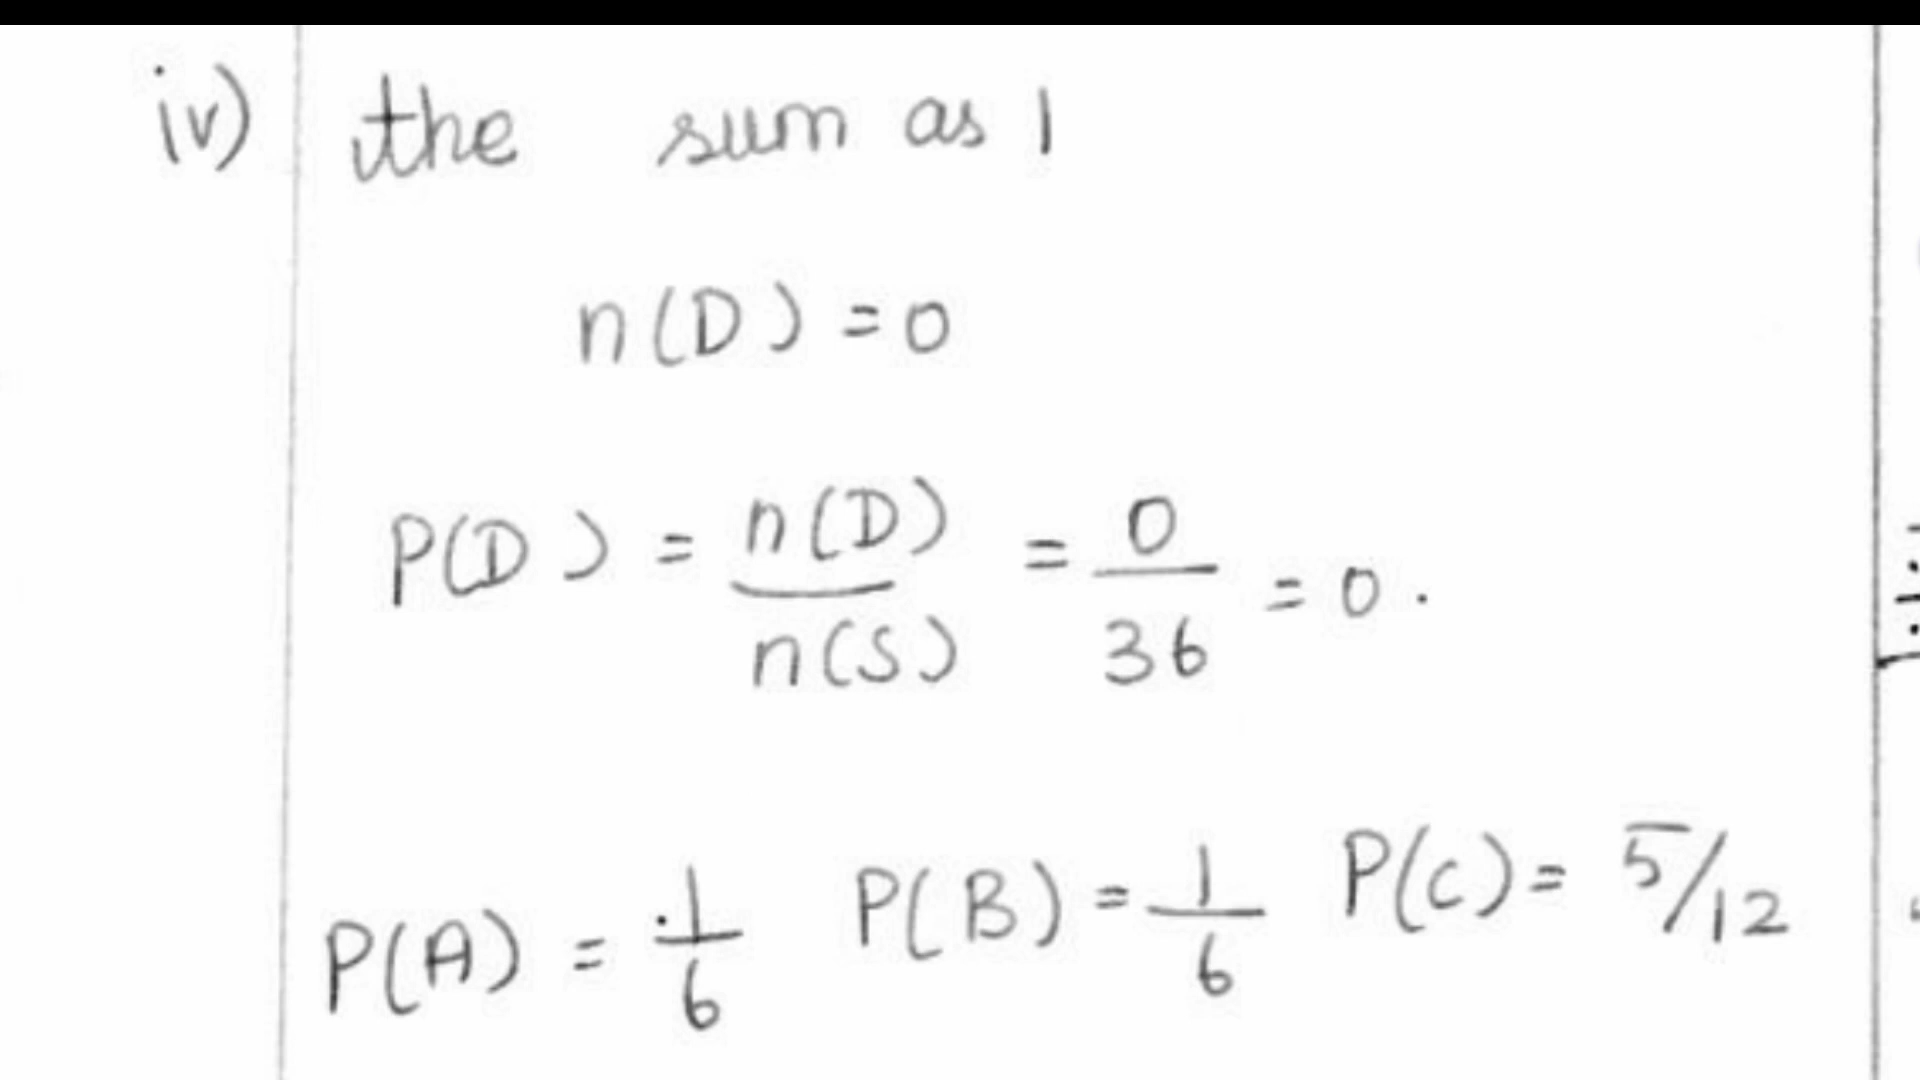 iv) the sum as 1
n(D) = 0
P(D) = n(D)/n(S) = 0/36 = 0.
P(A) = 1/6 P(B) = 1/6 P(C) = 5/12